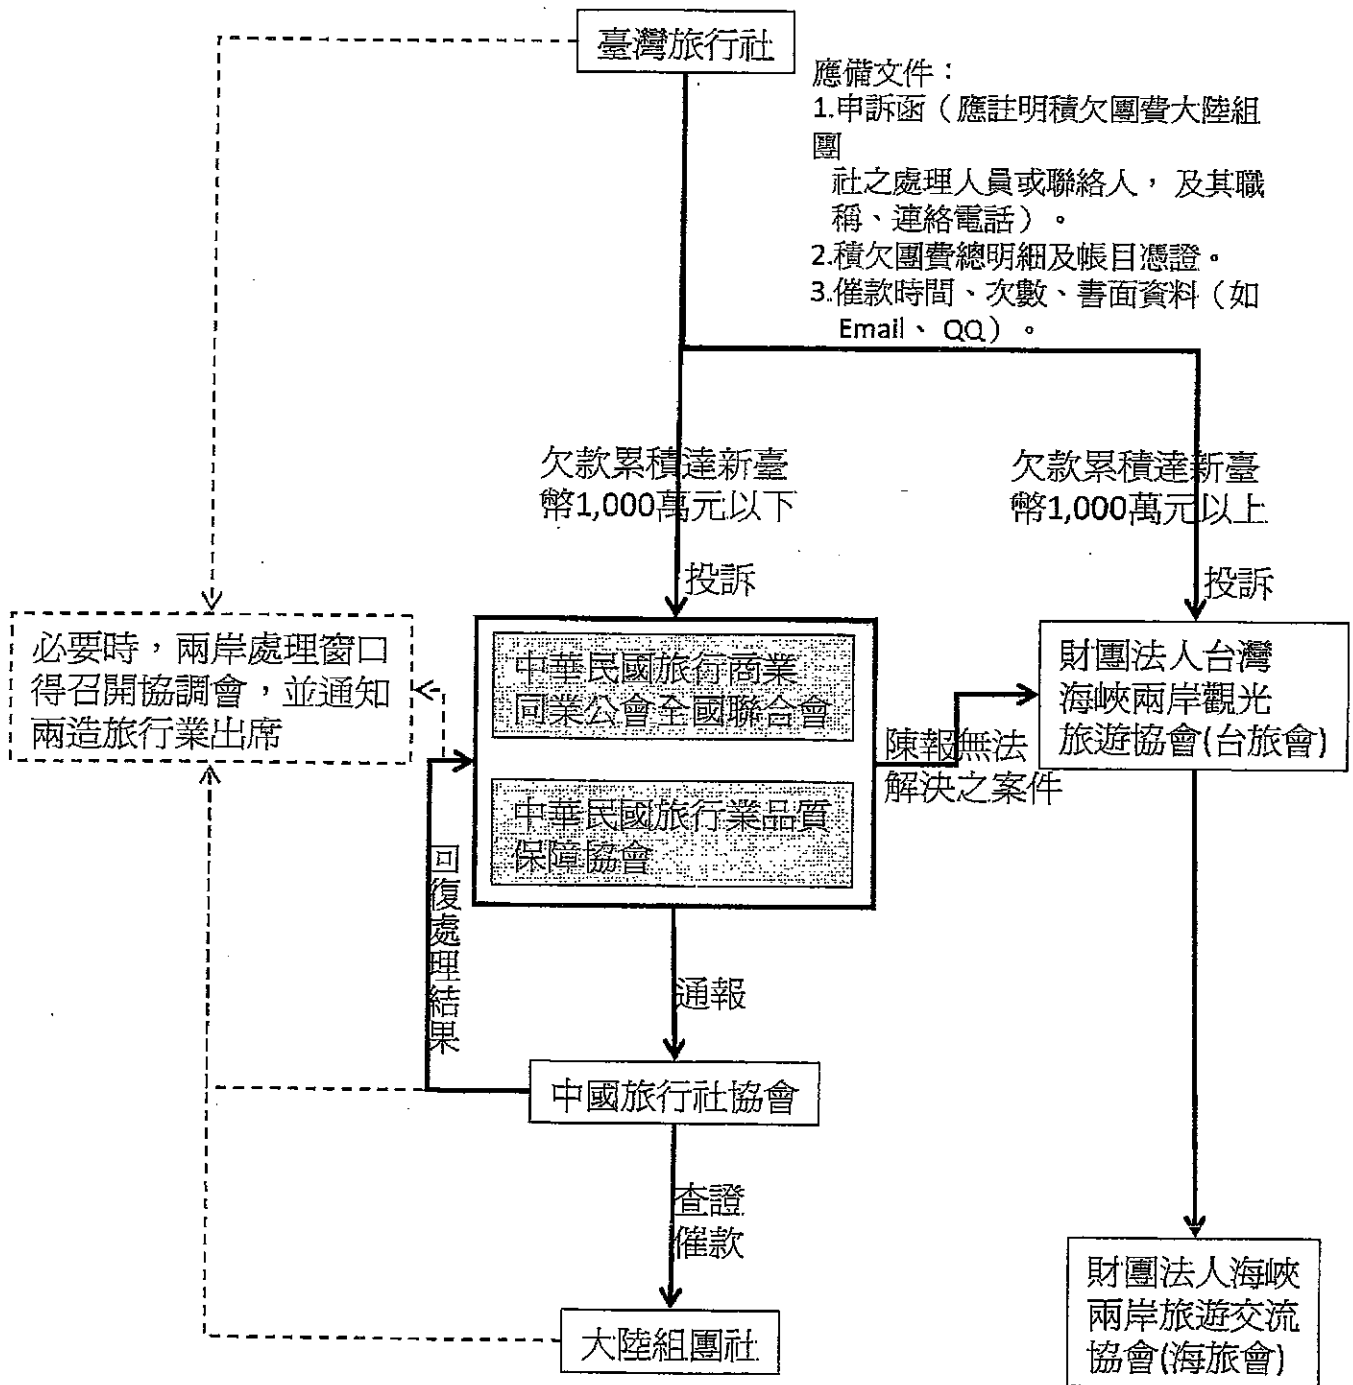 臺灣旅行社
應備文件：
1.申訴函（應註明積欠團費大陸組
團
社之處理人員或聯絡人，及其職
稱、連絡電話）。
2.積欠團費總明細及帳目憑證。
3.催款時間、次數、書面資料（如
Email、QQ）。
欠款累積達新臺
幣1,000萬元以下
欠款累積達新臺
幣1,000萬元以上
投訴
投訴
必要時，兩岸處理窗口
得召開協調會，並通知
兩造旅行業出席
中華民國旅行商業
同業公會全國聯合會
中華民國旅行業品質
保障協會
陳報無法
解決之案件
財團法人台灣
海峽兩岸觀光
旅遊協會(台旅會)
回復處理結果
通報
中國旅行社協會
查證
催款
大陸組團社
財團法人海峽
兩岸旅遊交流
協會(海旅會)